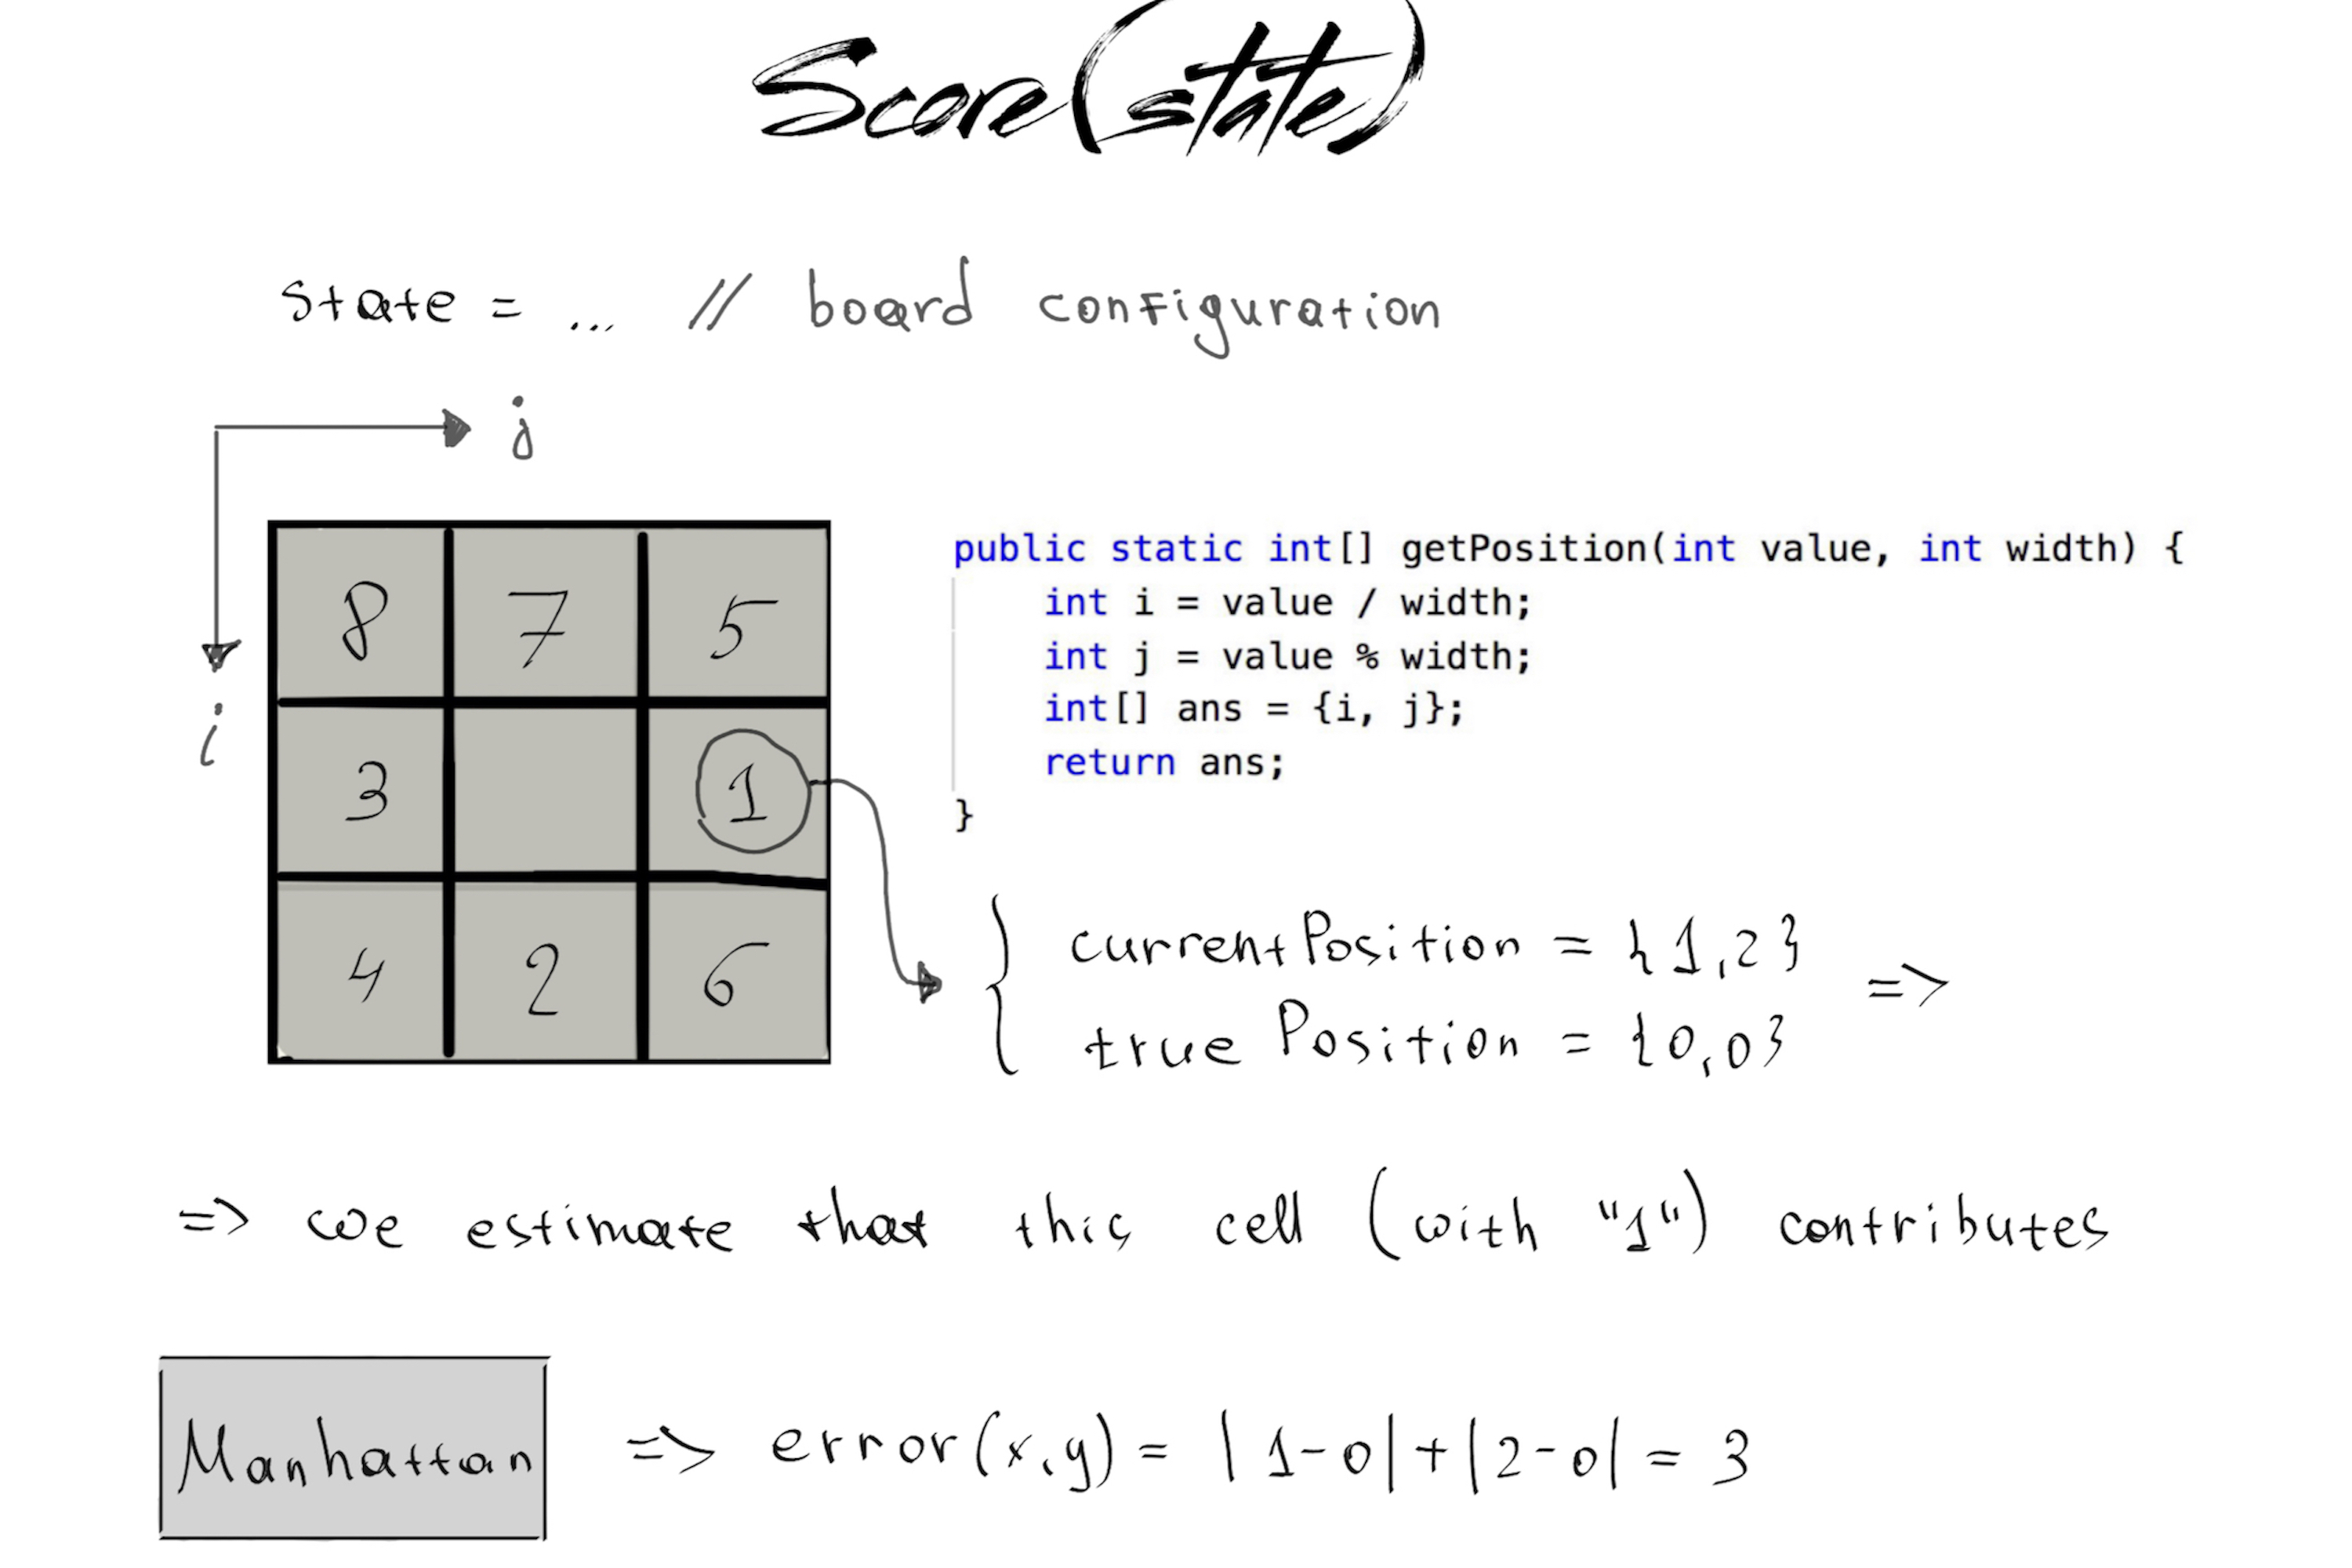 Score(state)
state = ... // board configuration
j
i
8 7 5
3 1
4 2 6
public static int[] getPosition(int value, int width) {
int i = value / width;
int j = value % width;
int[] ans = {i, j};
return ans;
}
currentPosition = {1,2}
true Position = {0,0}
=>
=> we estimate that this cell (with "1") contributes
Manhattan => error(x,y) = |1-0|+|2-0| = 3